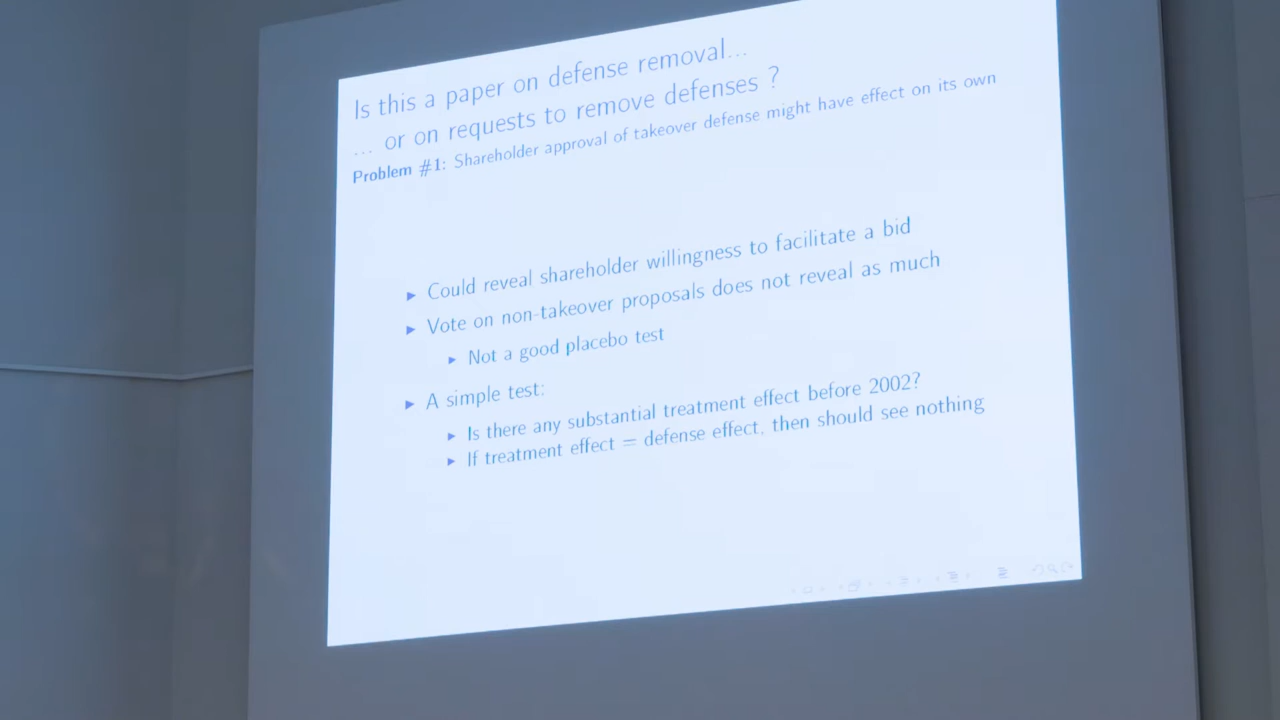 Is this a paper on defense removal...
... or on requests to remove defenses ?
Problem #1: Shareholder approval of takeover defense might have effect on its own
Could reveal shareholder willingness to facilitate a bid
Vote on non-takeover proposals does not reveal as much
Not a good placebo test
A simple test:
Is there any substantial treatment effect before 2002?
If treatment effect = defense effect, then should see nothing